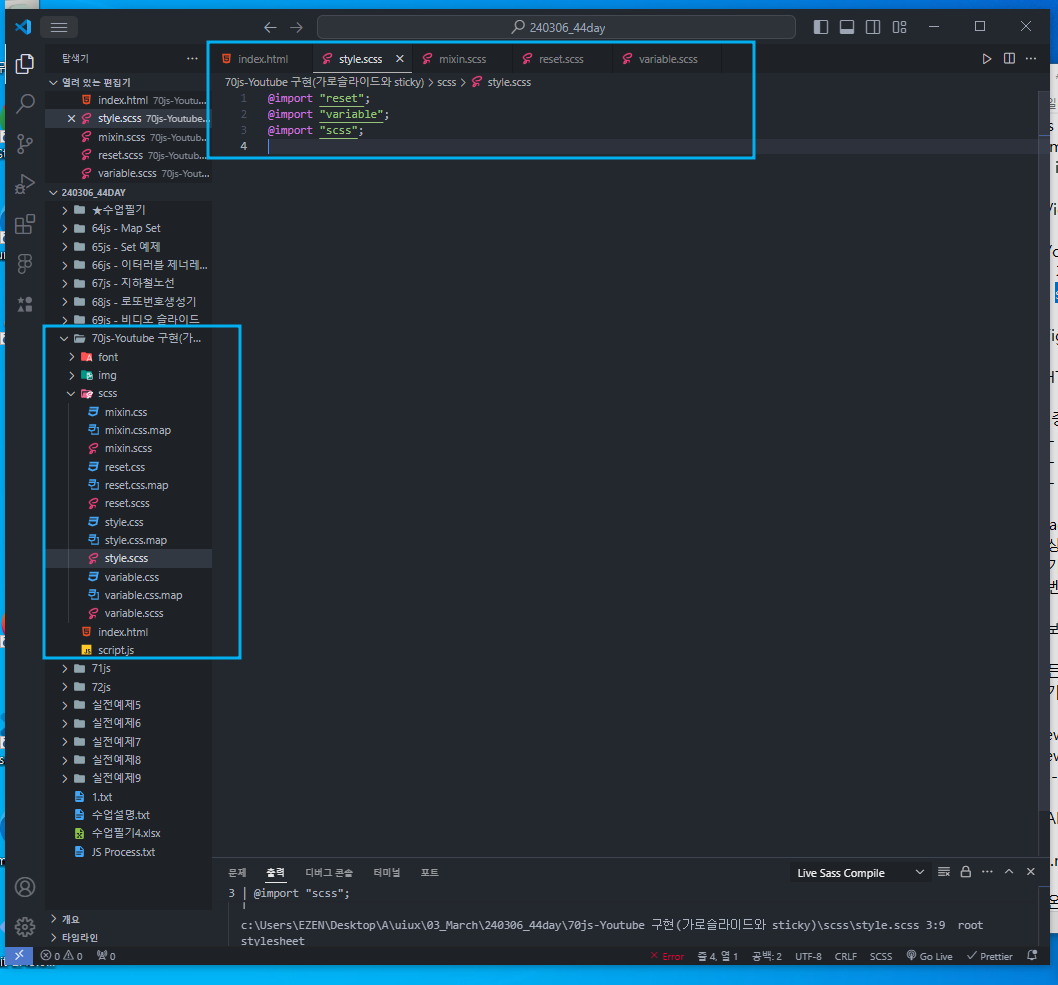 240306_44day
탐색기
열려 있는 편집기
index.html 70js-Youtu...
style.scss 70js-Youtube...
mixin.scss 70js-Youtub...
reset.scss 70js-Youtub...
variable.scss 70js-Yout...
240306_44DAY
★수업필기
64js - Map Set
65js - Set 예제
66js - 이터러블 제너레...
67js - 지하철노선
68js - 로또번호생성기
69js - 비디오 슬라이드
70js-Youtube 구현(가...
font
img
scss
mixin.css
mixin.css.map
mixin.scss
reset.css
reset.css.map
reset.scss
style.css
style.css.map
style.scss
variable.css
variable.css.map
variable.scss
index.html
script.js
71js
72js
실전예제5
실전예제6
실전예제7
실전예제8
실전예제9
1.txt
수업설명.txt
수업필기4.xlsx
JS Process.txt
개요
타임라인
index.html style.scss mixin.scss reset.scss variable.scss
70js-Youtube 구현(가로슬라이드와 sticky) > scss > style.scss
1 @import "reset";
2 @import "variable";
3 @import "scss";
4
문제 출력 디버그 콘솔 터미널 포트 Live Sass Compile
3 | @import "scss";
c:\Users\EZEN\Desktop\A\uiux\03_March\240306_44day\70js-Youtube 구현(가로슬라이드와 sticky)\scss\style.scss 3:9 root
stylesheet
0 0 0 Error 줄 4, 열 1 공백: 2 UTF-8 CRLF SCSS Go Live Prettier